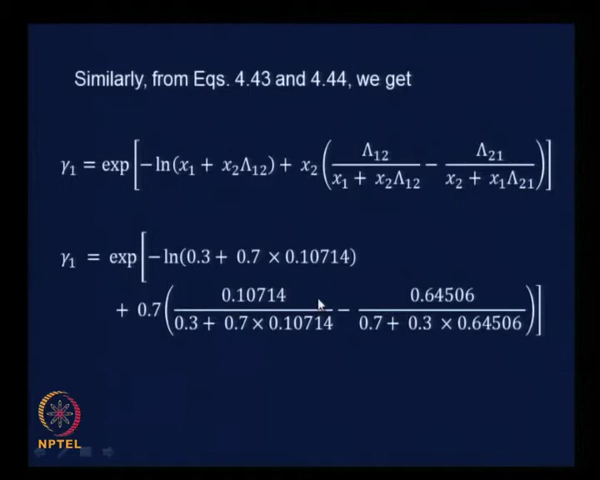 Similarly, from Eqs. 4.43 and 4.44, we get
γ₁ = exp[−ln(x₁ + x₂Λ₁₂) + x₂(Λ₁₂/(x₁ + x₂Λ₁₂) − Λ₂₁/(x₂ + x₁Λ₂₁))]
γ₁ = exp[−ln(0.3 + 0.7 × 0.10714)
+ 0.7(0.10714/(0.3 + 0.7 × 0.10714) − 0.64506/(0.7 + 0.3 × 0.64506))]
NPTEL